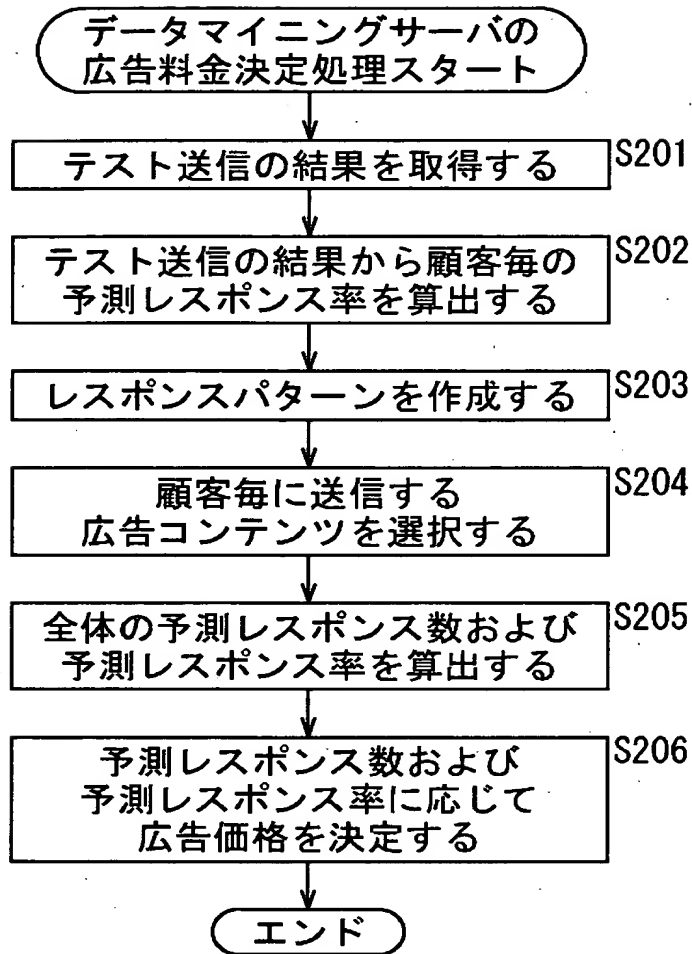 データマイニングサーバの
広告料金決定処理スタート
テスト送信の結果を取得する
S201
テスト送信の結果から顧客毎の
予測レスポンス率を算出する
S202
レスポンスパターンを作成する
S203
顧客毎に送信する
広告コンテンツを選択する
S204
全体の予測レスポンス数および
予測レスポンス率を算出する
S205
予測レスポンス数および
予測レスポンス率に応じて
広告価格を決定する
S206
エンド